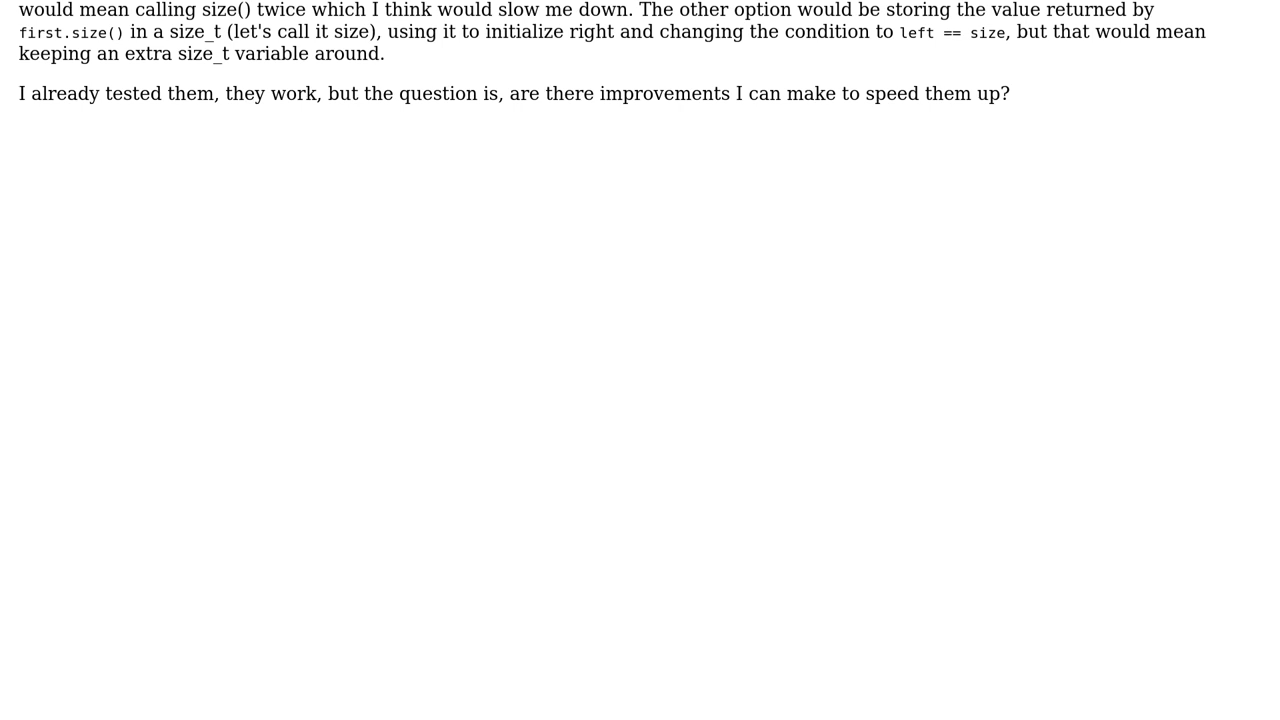 would mean calling size() twice which I think would slow me down. The other option would be storing the value returned by
first.size() in a size_t (let's call it size), using it to initialize right and changing the condition to left == size, but that would mean
keeping an extra size_t variable around.
I already tested them, they work, but the question is, are there improvements I can make to speed them up?